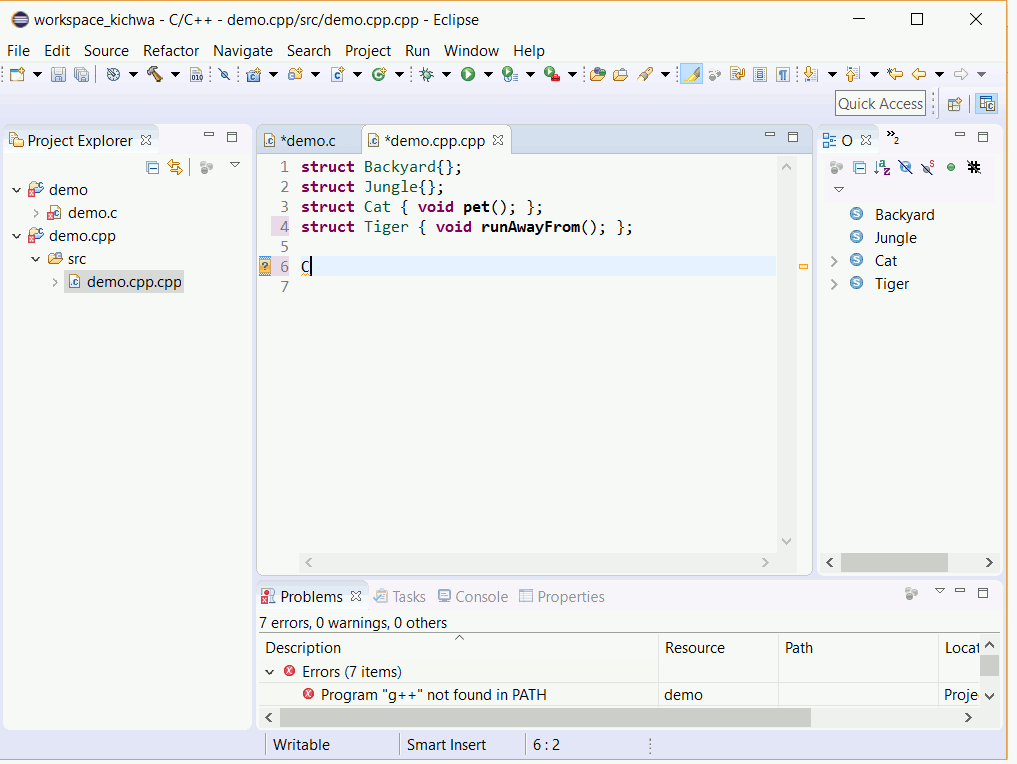 workspace_kichwa - C/C++ - demo.cpp/src/demo.cpp.cpp - Eclipse
File Edit Source Refactor Navigate Search Project Run Window Help
010
Quick Access
Project Explorer
demo
demo.c
demo.cpp
src
demo.cpp.cpp
*demo.c *demo.cpp.cpp
1 struct Backyard{};
2 struct Jungle{};
3 struct Cat { void pet(); };
4 struct Tiger { void runAwayFrom(); };
5
6 C
7
O »2
Backyard
Jungle
Cat
Tiger
Problems Tasks Console Properties
7 errors, 0 warnings, 0 others
Description Resource Path Locat
Errors (7 items)
Program "g++" not found in PATH demo Proje
Writable Smart Insert 6 : 2